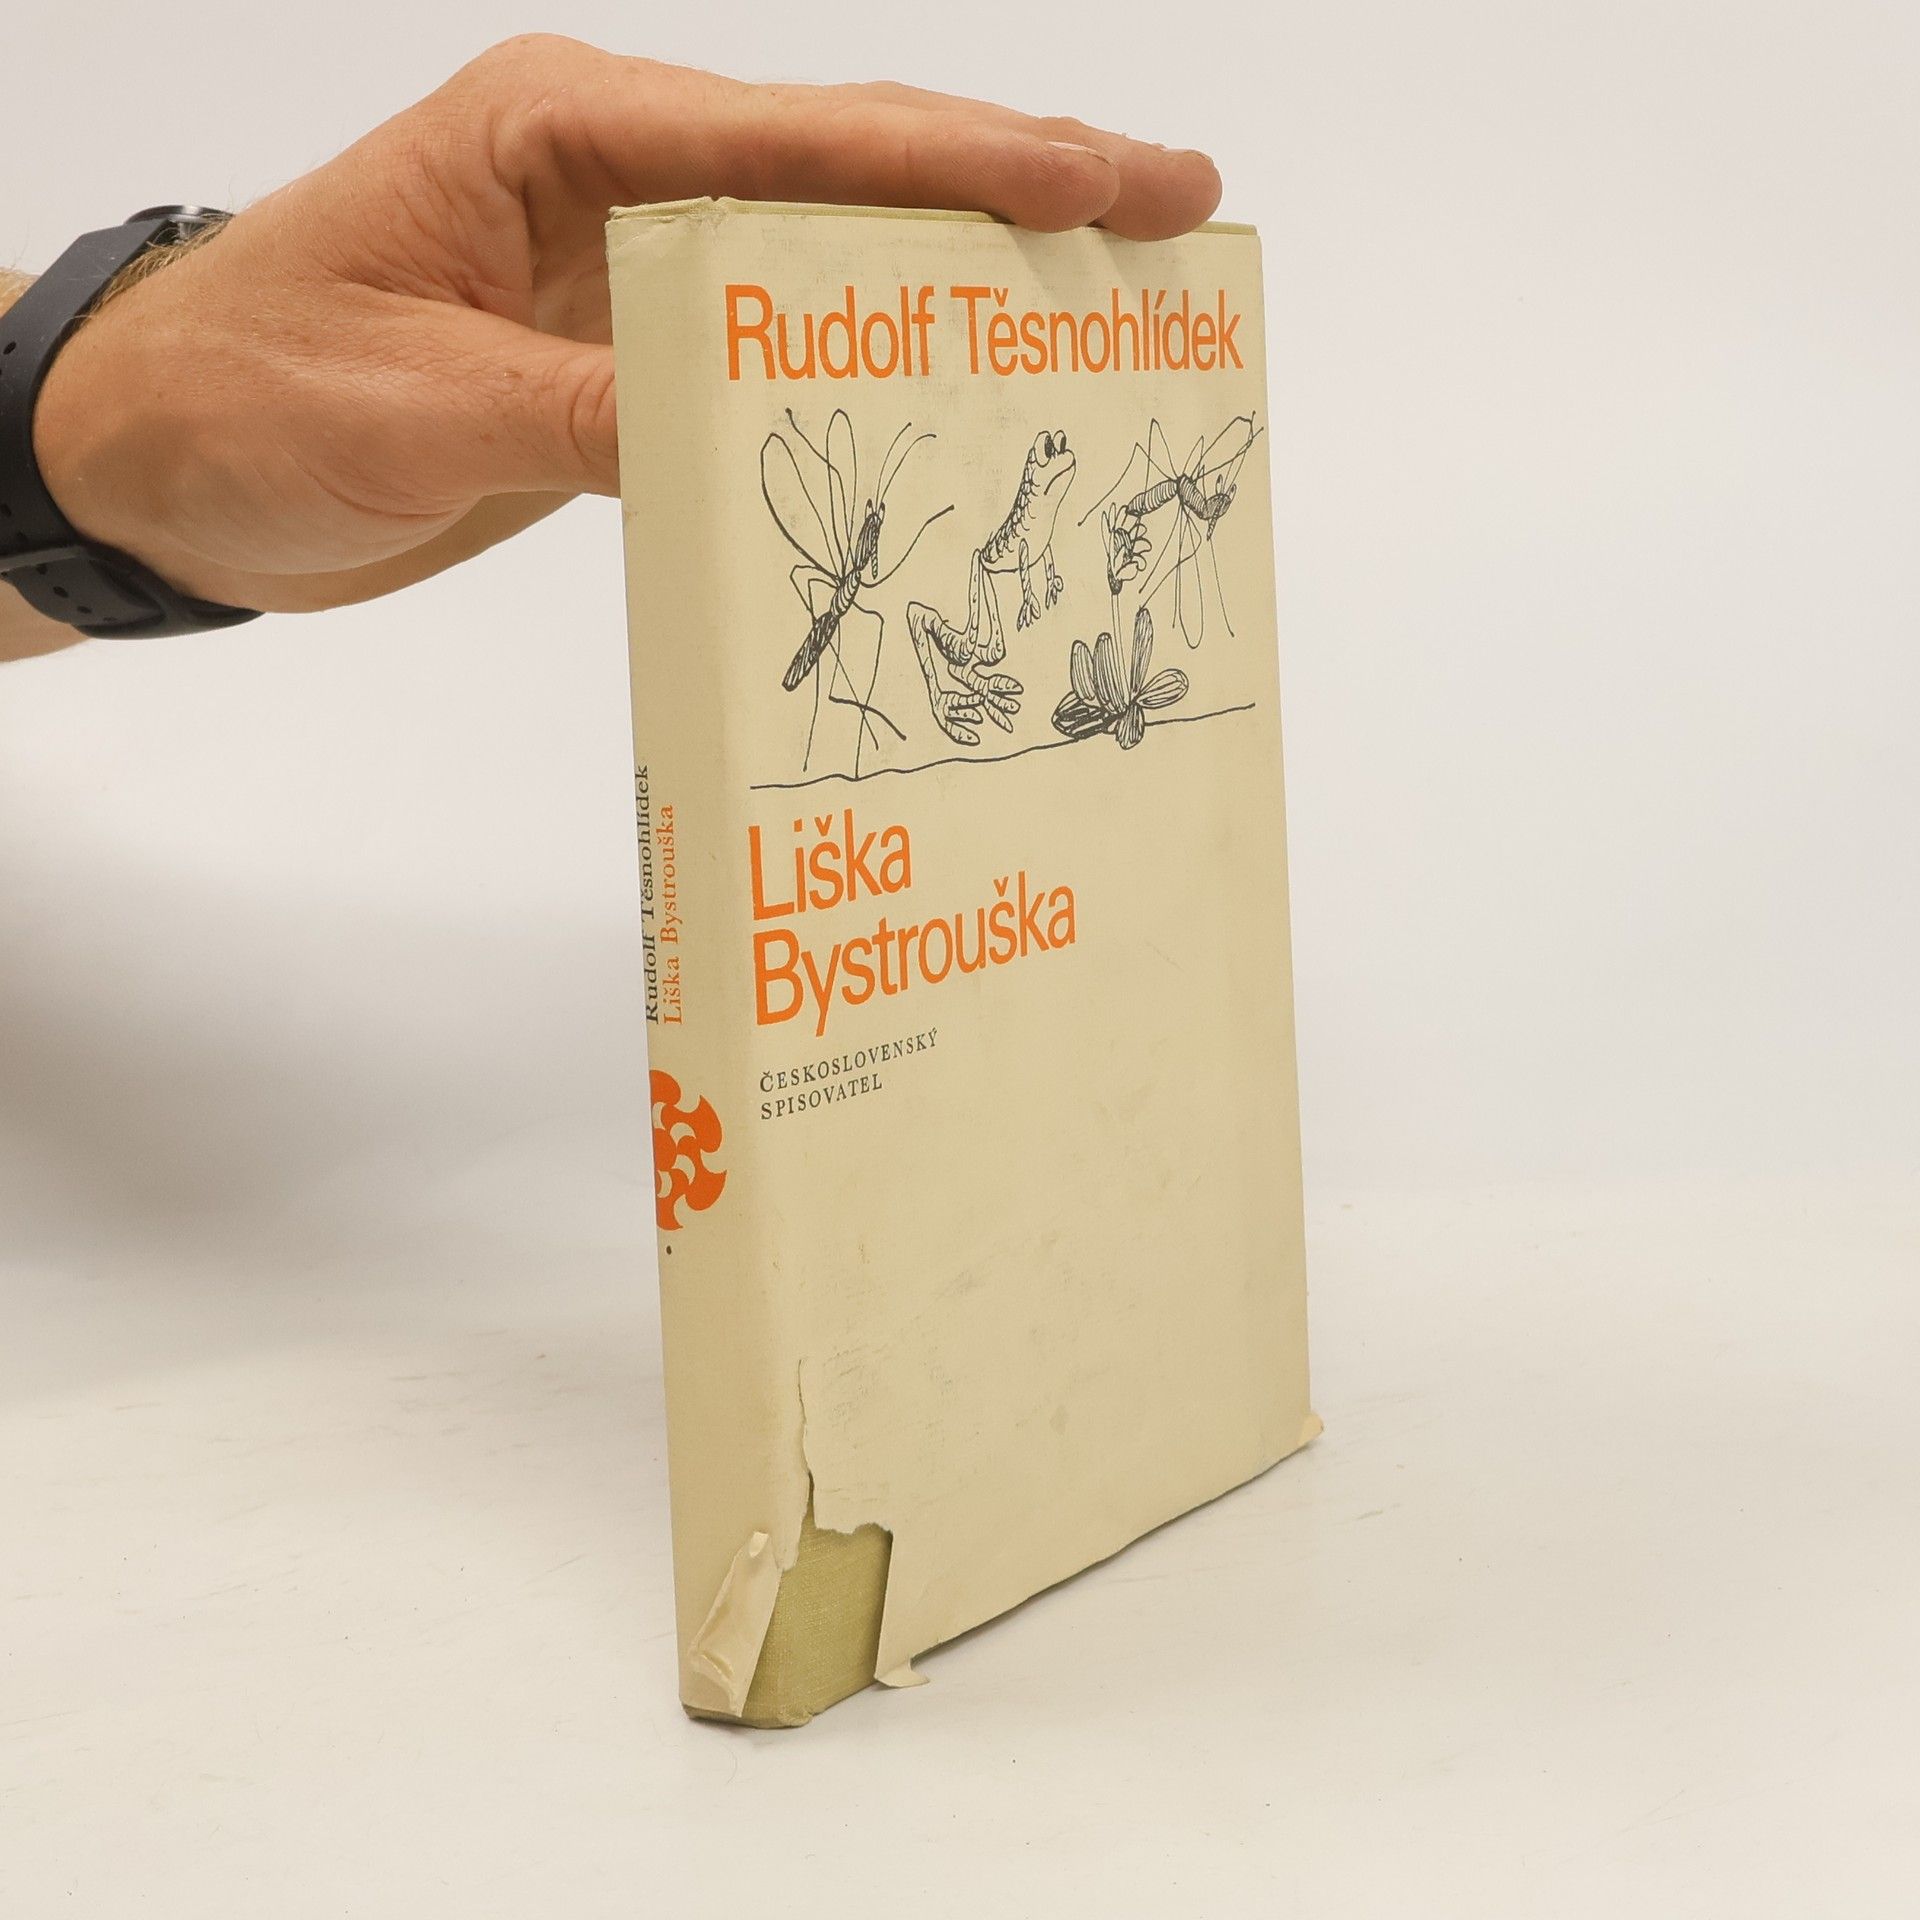 Rudolf Těsnohlídek
Liška
Bystrouška
ČESKOSLOVENSKÝ
SPISOVATEL
Rudolf Těsnohlídek
Liška Bystrouška